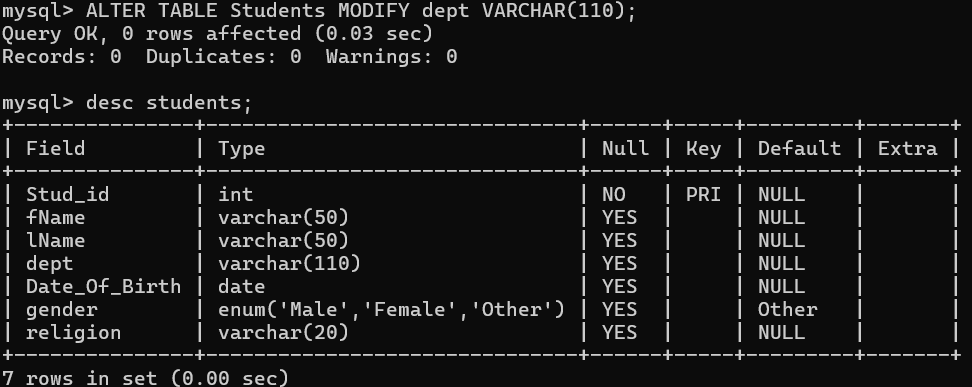 mysql> ALTER TABLE Students MODIFY dept VARCHAR(110);
Query OK, 0 rows affected (0.03 sec)
Records: 0  Duplicates: 0  Warnings: 0

mysql> desc students;
+---------------+-------------------------------+------+-----+---------+-------+
| Field         | Type                          | Null | Key | Default | Extra |
+---------------+-------------------------------+------+-----+---------+-------+
| Stud_id       | int                           | NO   | PRI | NULL    |       |
| fName         | varchar(50)                   | YES  |     | NULL    |       |
| lName         | varchar(50)                   | YES  |     | NULL    |       |
| dept          | varchar(110)                  | YES  |     | NULL    |       |
| Date_Of_Birth | date                          | YES  |     | NULL    |       |
| gender        | enum('Male','Female','Other') | YES  |     | Other   |       |
| religion      | varchar(20)                   | YES  |     | NULL    |       |
+---------------+-------------------------------+------+-----+---------+-------+
7 rows in set (0.00 sec)